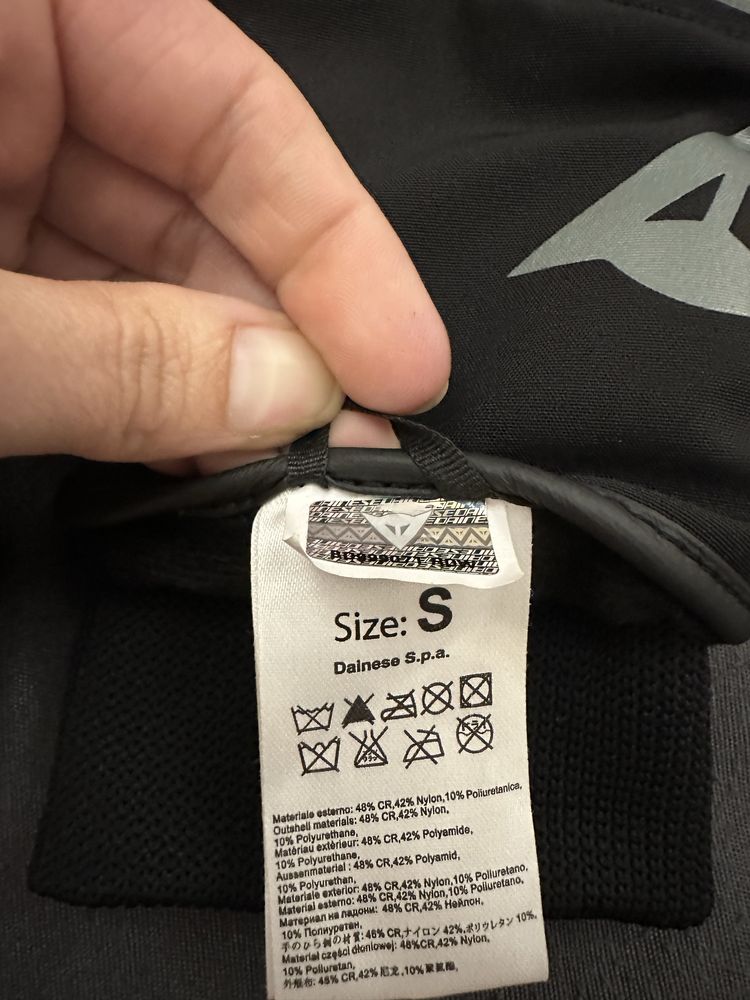 Size: S
Dainese S.p.a.
Materiale esterno: 48% CR,42% Nylon,10% Poliuretanica,
Outshell materials: 48% CR,42% Nylon,
10% Polyurethane,
Matériau extérieur: 48% CR,42% Polyamide,
10% Polyurethane,
Aussenmaterial : 48% CR,42% Polyamid,
10% Polyurethan,
Materiale exterior: 48% CR,42% Nylon,10% Poliuretano,
Material esterno: 48% CR,42% Nylon,10% Poliuretano,
Материал на ладони: 48% CR,42% Нейлон,
10% Полиуретан,
手のひら側の材質: 48% CR,ナイロン 42%,ポリウレタン 10%,
Material części dłoniowej: 48%CR,42% Nylon,
10% Poliuretan,
外服布: 48% CR,42% 尼龙,10% 聚氨酯,